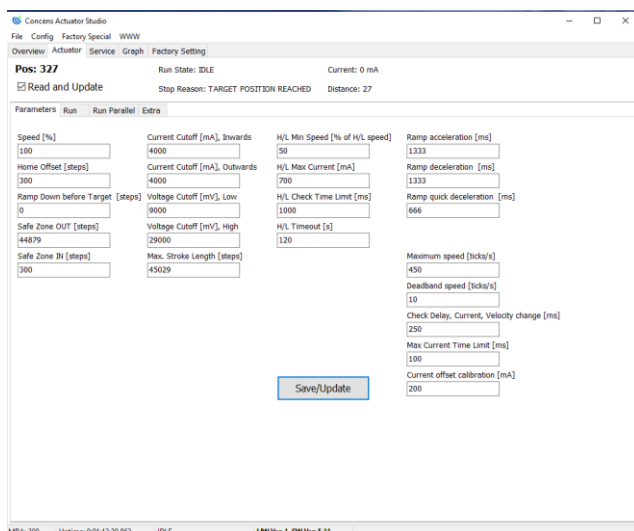 Concens Actuator Studio
File Config Factory Special WWW
Overview Actuator Service Graph Factory Setting
Pos: 327 Run State: IDLE Current: 0 mA
Read and Update Stop Reason: TARGET POSITION REACHED Distance: 27
Parameters Run Run Parallel Extra
Speed [%] Current Cutoff [mA], Inwards H/L Min Speed [% of H/L speed] Ramp acceleration [ms]
100 4000 50 1333
Home Offset [steps] Current Cutoff [mA], Outwards H/L Max Current [mA] Ramp deceleration [ms]
300 4000 700 1333
Ramp Down before Target [steps] Voltage Cutoff [mV], Low H/L Check Time Limit [ms] Ramp quick deceleration [ms]
0 9000 1000 666
Safe Zone OUT [steps] Voltage Cutoff [mV], High H/L Timeout [s]
44879 29000 120
Safe Zone IN [steps] Max. Stroke Length [steps] Maximum speed [ticks/s]
300 45029 450
Deadband speed [ticks/s]
10
Check Delay, Current, Velocity change [ms]
250
Max Current Time Limit [ms]
100
Current offset calibration [mA]
Save/Update 200
IDLE